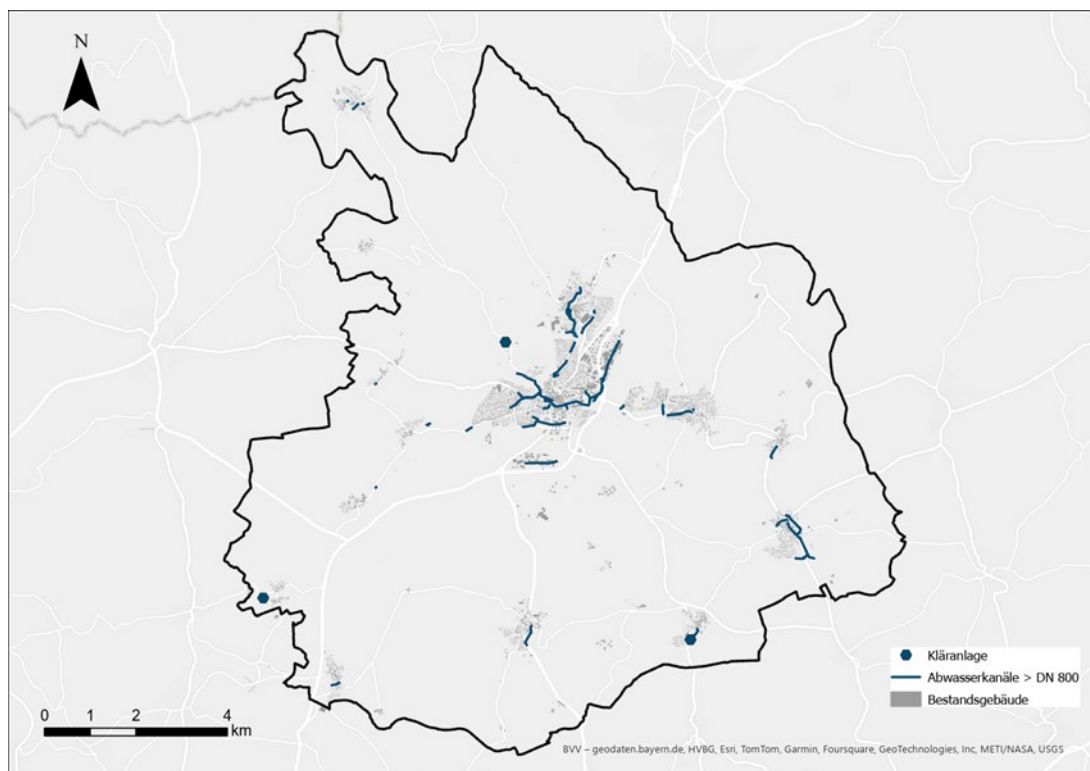 N
Kläranlage
Abwasserkanäle > DN 800
Bestandsgebäude
0 1 2 4
km
BVV – geodaten.bayern.de, HVBG, Esri, TomTom, Garmin, Foursquare, GeoTechnologies, Inc, METI/NASA, USGS